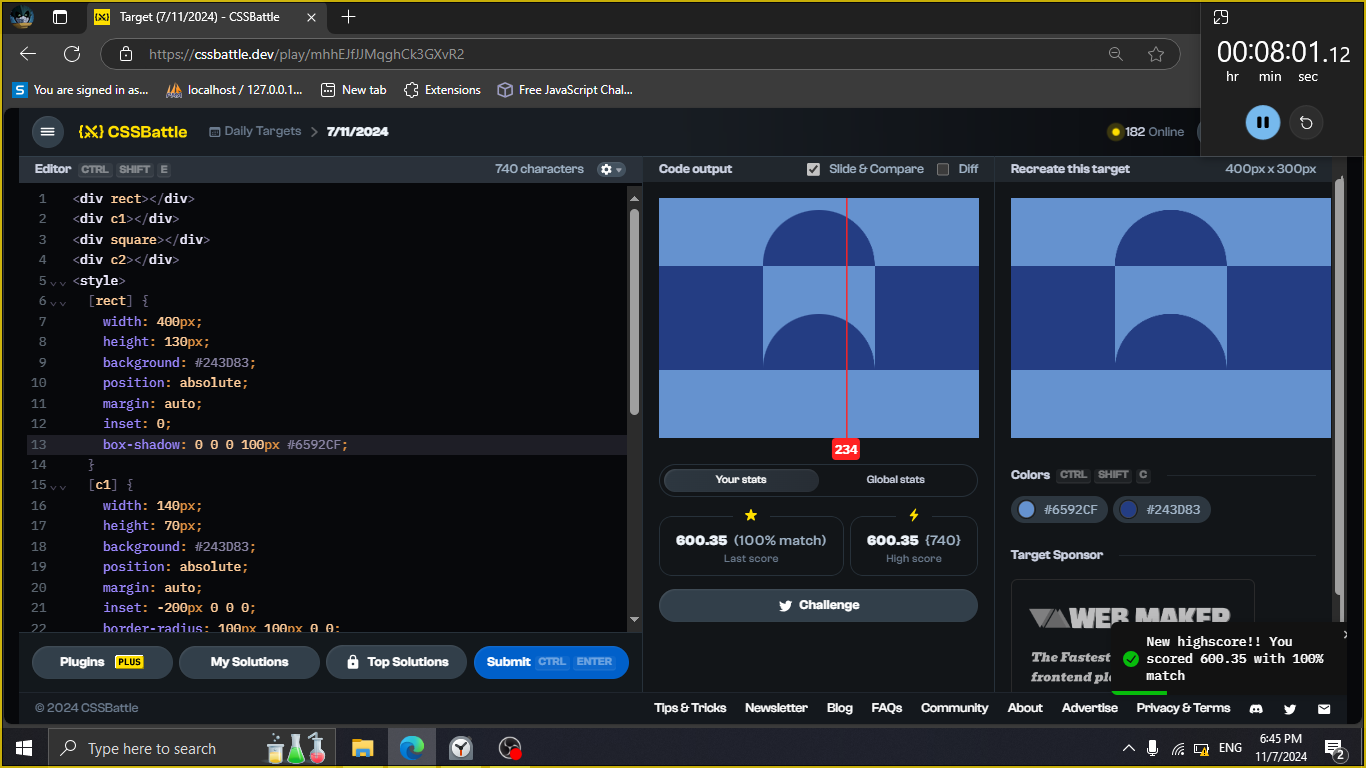 Target (7/11/2024) - CSSBattle
https://cssbattle.dev/play/mhhEJfJJMqghCk3GXvR2
You are signed in as...
localhost / 127.0.0.1...
New tab
Extensions
Free JavaScript Chal...
00:08:01.12
hr min sec
{X} CSSBattle
Daily Targets > 7/11/2024
182 Online
Editor CTRL SHIFT E
740 characters
Code output
Slide & Compare
Diff
Recreate this target
400px x 300px
1 <div rect></div>
2 <div c1></div>
3 <div square></div>
4 <div c2></div>
5 <style>
6 [rect] {
7 width: 400px;
8 height: 130px;
9 background: #243D83;
10 position: absolute;
11 margin: auto;
12 inset: 0;
13 box-shadow: 0 0 0 100px #6592CF;
14 }
15 [c1] {
16 width: 140px;
17 height: 70px;
18 background: #243D83;
19 position: absolute;
20 margin: auto;
21 inset: -200px 0 0 0;
22 border-radius: 100px 100px 0 0;
234
Your stats
Global stats
600.35 (100% match)
Last score
600.35 {740}
High score
Challenge
Colors CTRL SHIFT C
#6592CF
#243D83
Target Sponsor
WEB MAKER
The Fastest
frontend pl
New highscore!! You
scored 600.35 with 100%
match
Plugins PLUS
My Solutions
Top Solutions
Submit CTRL ENTER
© 2024 CSSBattle
Tips & Tricks
Newsletter
Blog
FAQs
Community
About
Advertise
Privacy & Terms
Type here to search
ENG
6:45 PM
11/7/2024
2